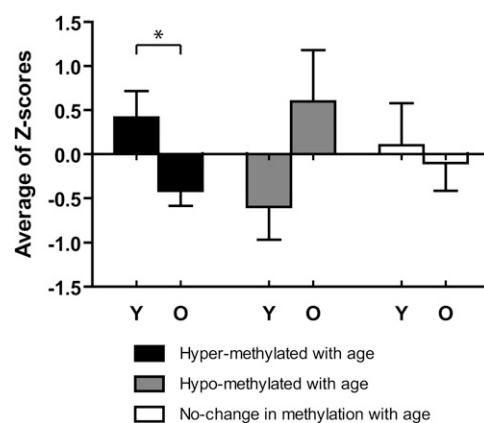 1.5
*
1.0
0.5
0.0
-0.5
-1.0
-1.5
Average of Z-scores
Y O Y O Y O
Hyper-methylated with age
Hypo-methylated with age
No-change in methylation with age